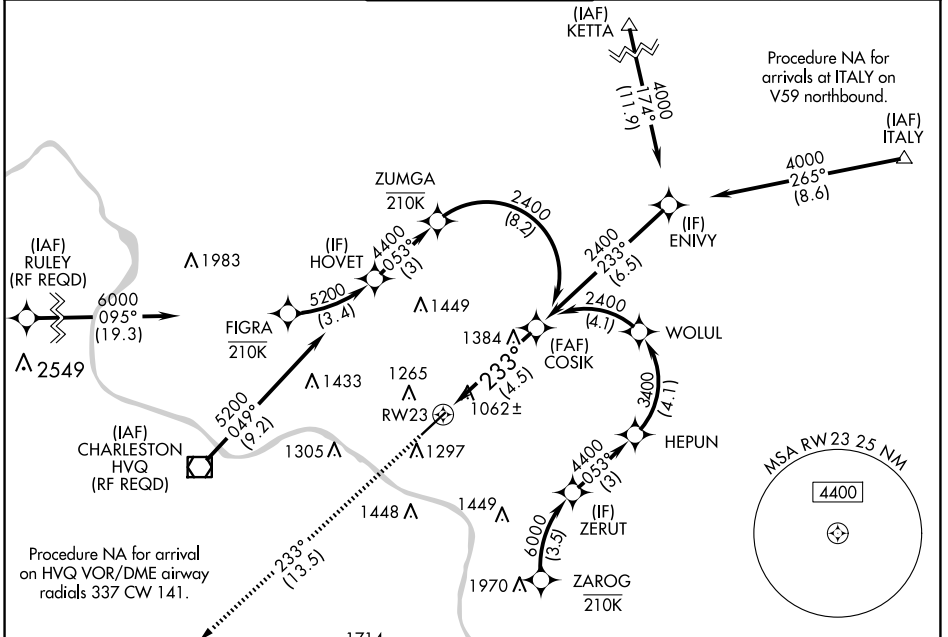 (IAF)
KETTA
4000
174°
(11.9)
Procedure NA for
arrivals at ITALY on
V59 northbound.
(IAF)
ITALY
4000
265°
(8.6)
ZUMGA
210K
2400
(8.2)
(IF)
ENIVY
2400
233°
(6.5)
(IAF)
RULEY
(RF REQD)
6000
095°
(19.3)
1983
(IF)
HOVET
4400
053°
(3)
5200
(3.4)
FIGRA
210K
1449
2400
(4.1)
WOLUL
1384
(FAF)
COSIK
2549
233°
(4.5)
1433
1265
RW23
1062±
3400
(4.1)
5200
049°
(9.2)
(IAF)
CHARLESTON
HVQ
(RF REQD)
1305
1297
HEPUN
4400
053°
(3)
MSA RW 23 25 NM
4400
1448
1449
(IF)
ZERUT
6000
(3.5)
Procedure NA for arrival
on HVQ VOR/DME airway
radials 337 CW 141.
233°
(13.5)
1970
ZAROG
210K
1714